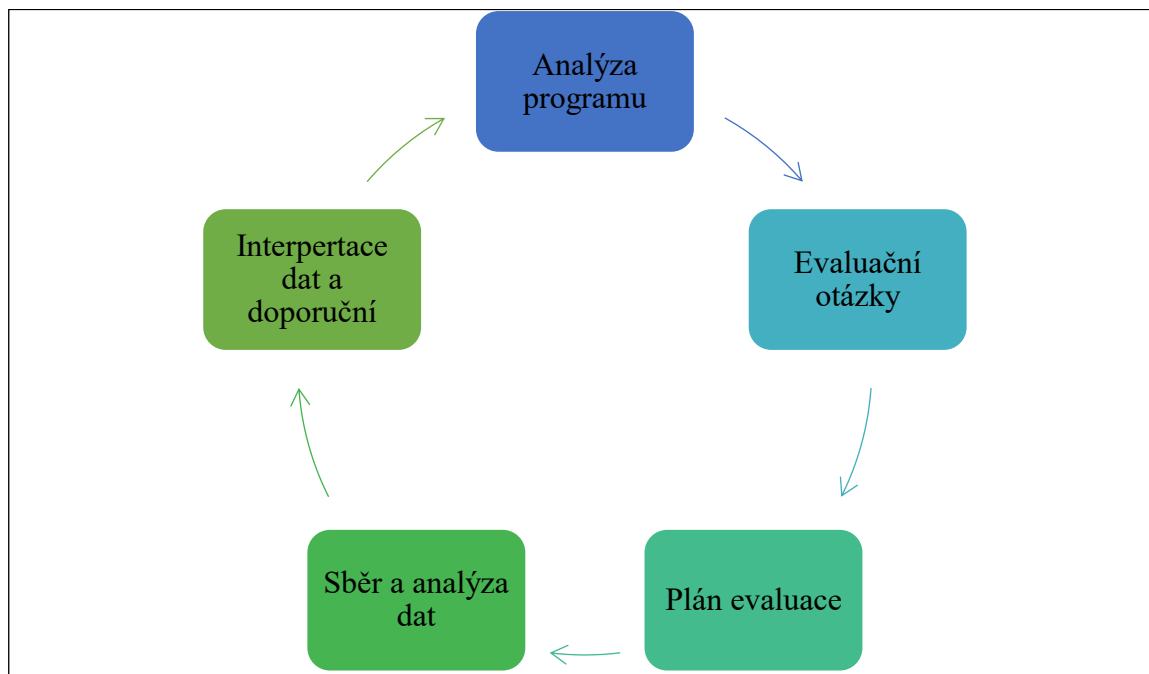 Analýza
programu
Evaluační
otázky
Plán evaluace
Sběr a analýza
dat
Interpertace
dat a
doporuční